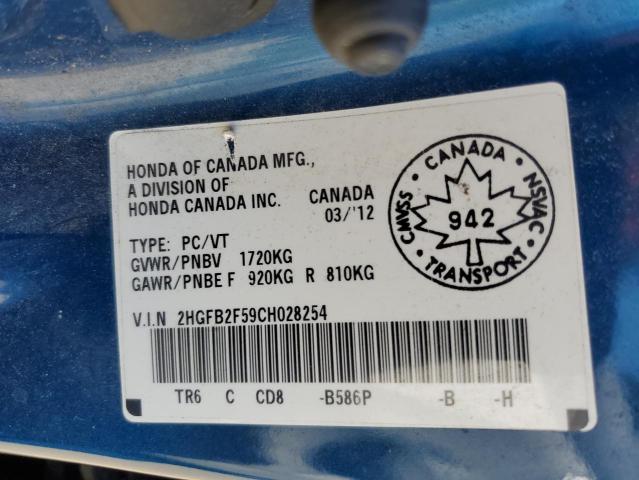 HONDA OF CANADA MFG.,
A DIVISION OF
HONDA CANADA INC. CANADA
03/'12
TYPE: PC/VT
GVWR/PNBV 1720KG
GAWR/PNBE F 920KG R 810KG
V.I.N 2HGFB2F59CH028254
TR6 C CD8 -B586P -B -H
CANADA
CMVSS 942 NSVAC
TRANSPORT